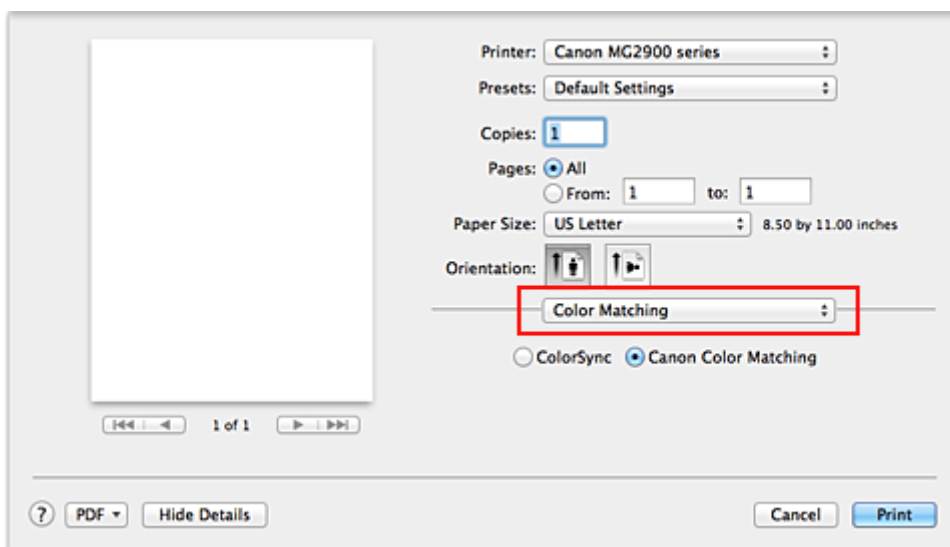 Printer: Canon MG2900 series
Presets: Default Settings
Copies: 1
Pages: All
From: 1 to: 1
Paper Size: US Letter 8.50 by 11.00 inches
Orientation:
Color Matching
ColorSync Canon Color Matching
1 of 1
? PDF Hide Details Cancel Print